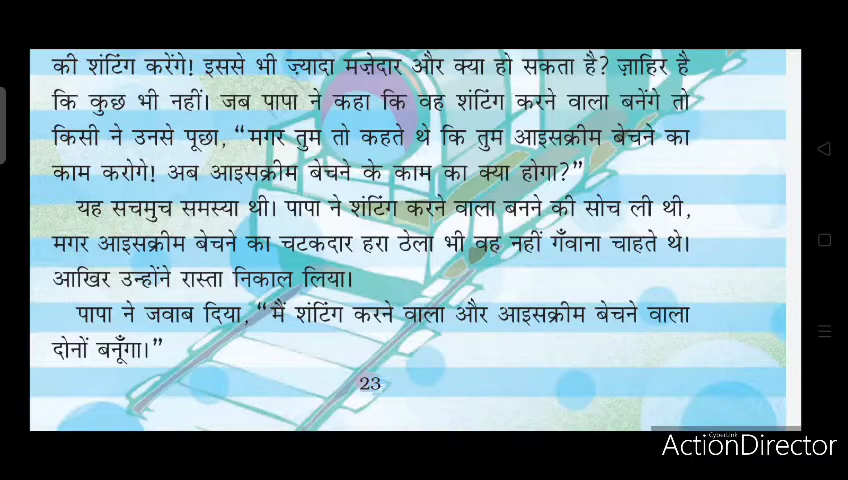 की शंटिंग करेंगे! इससे भी ज़्यादा मज़ेदार और क्या हो सकता है? ज़ाहिर है
कि कुछ भी नहीं। जब पापा ने कहा कि वह शंटिंग करने वाला बनेंगे तो
किसी ने उनसे पूछा, “मगर तुम तो कहते थे कि तुम आइसक्रीम बेचने का
काम करोगे! अब आइसक्रीम बेचने के काम का क्या होगा?”
यह सचमुच समस्या थी। पापा ने शंटिंग करने वाला बनने की सोच ली थी,
मगर आइसक्रीम बेचने का चटकदार हरा ठेला भी वह नहीं गँवाना चाहते थे।
आखिर उन्होंने रास्ता निकाल लिया।
पापा ने जवाब दिया, “मैं शंटिंग करने वाला और आइसक्रीम बेचने वाला
दोनों बनूँगा।”
23
CyberLink
ActionDirector